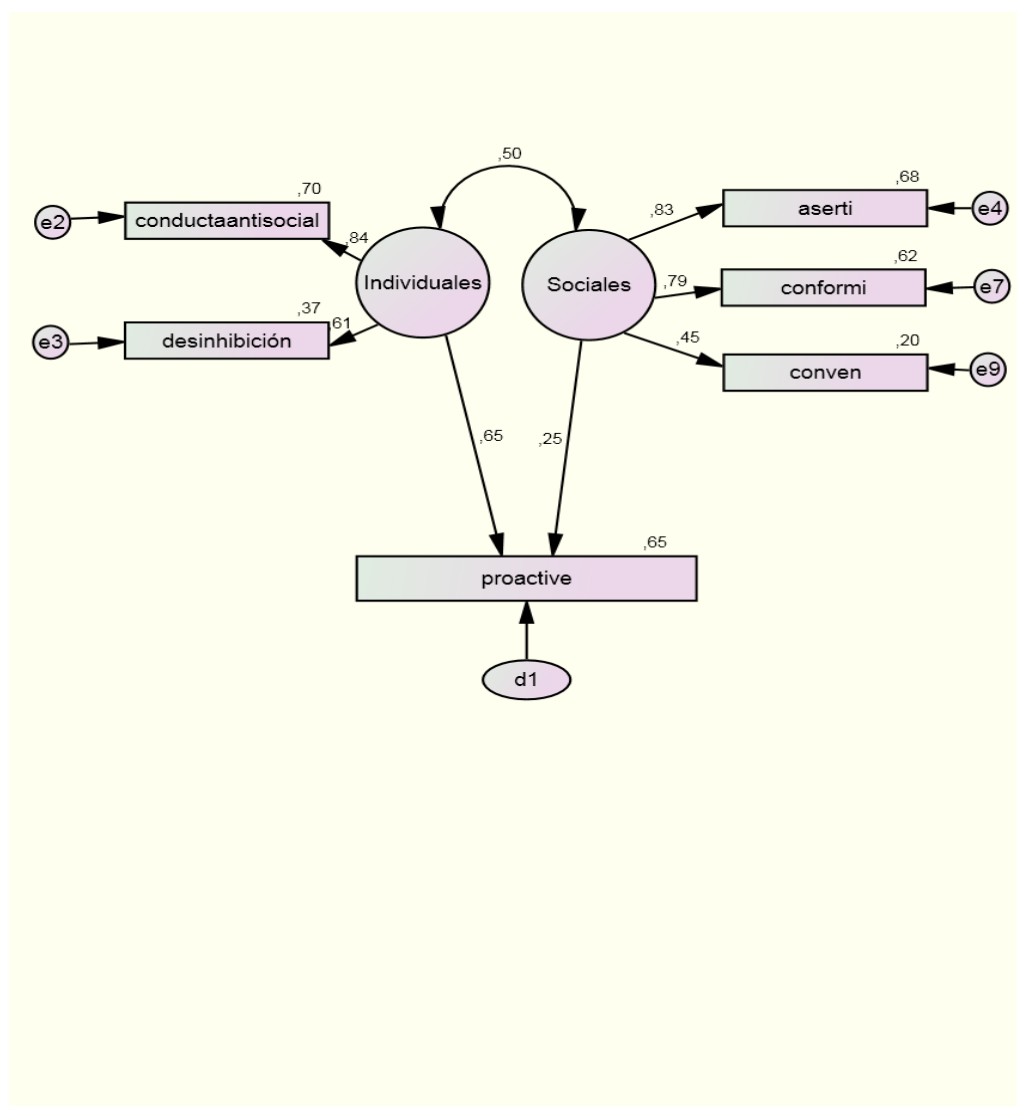 ,50
,70
,68
e2
conductaantisocial
,84
,83
aserti
e4
Individuales
Sociales
,79
,62
conformi
e7
,37
,61
e3
desinhibición
,45
,20
conven
e9
,65
,25
,65
proactive
d1